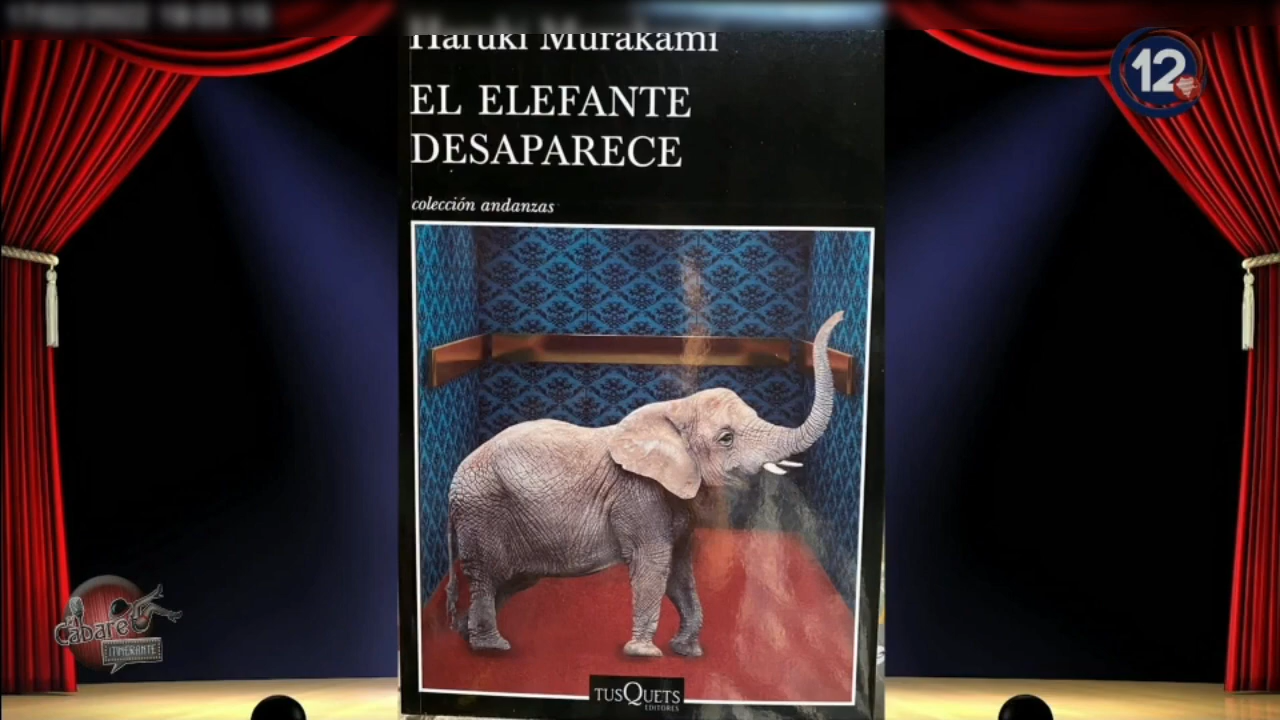 Haruki Murakami
EL ELEFANTE
DESAPARECE
colección andanzas
TUSQUETS
EDITORES
12
Cabaret
ITINERANTE